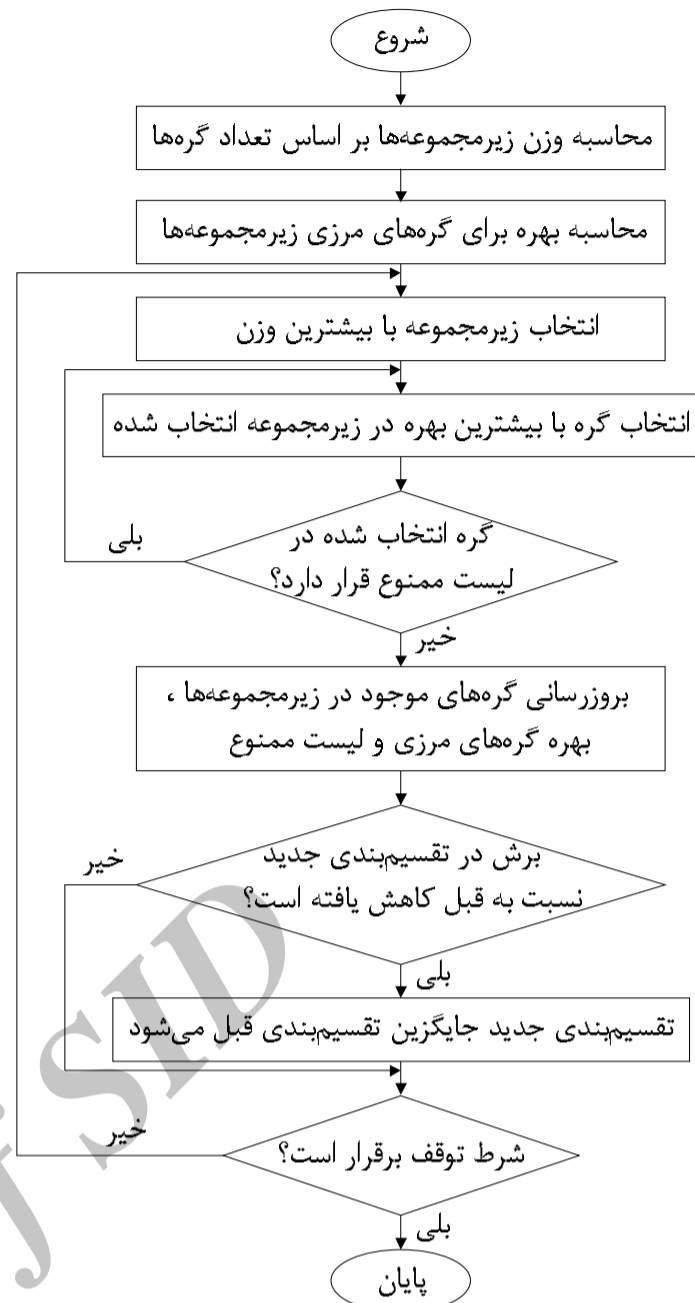 شروع
محاسبه وزن زیرمجموعه‌ها بر اساس تعداد گره‌ها
محاسبه بهره برای گره‌های مرزی زیرمجموعه‌ها
انتخاب زیرمجموعه با بیشترین وزن
انتخاب گره با بیشترین بهره در زیرمجموعه انتخاب شده
گره انتخاب شده در
لیست ممنوع قرار دارد؟
بلی
خیر
بروزرسانی گره‌های موجود در زیرمجموعه‌ها ،
بهره گره‌های مرزی و لیست ممنوع
برش در تقسیم‌بندی جدید
نسبت به قبل کاهش یافته است؟
خیر
بلی
تقسیم‌بندی جدید جایگزین تقسیم‌بندی قبل می‌شود
شرط توقف برقرار است؟
خیر
بلی
پایان
f SID